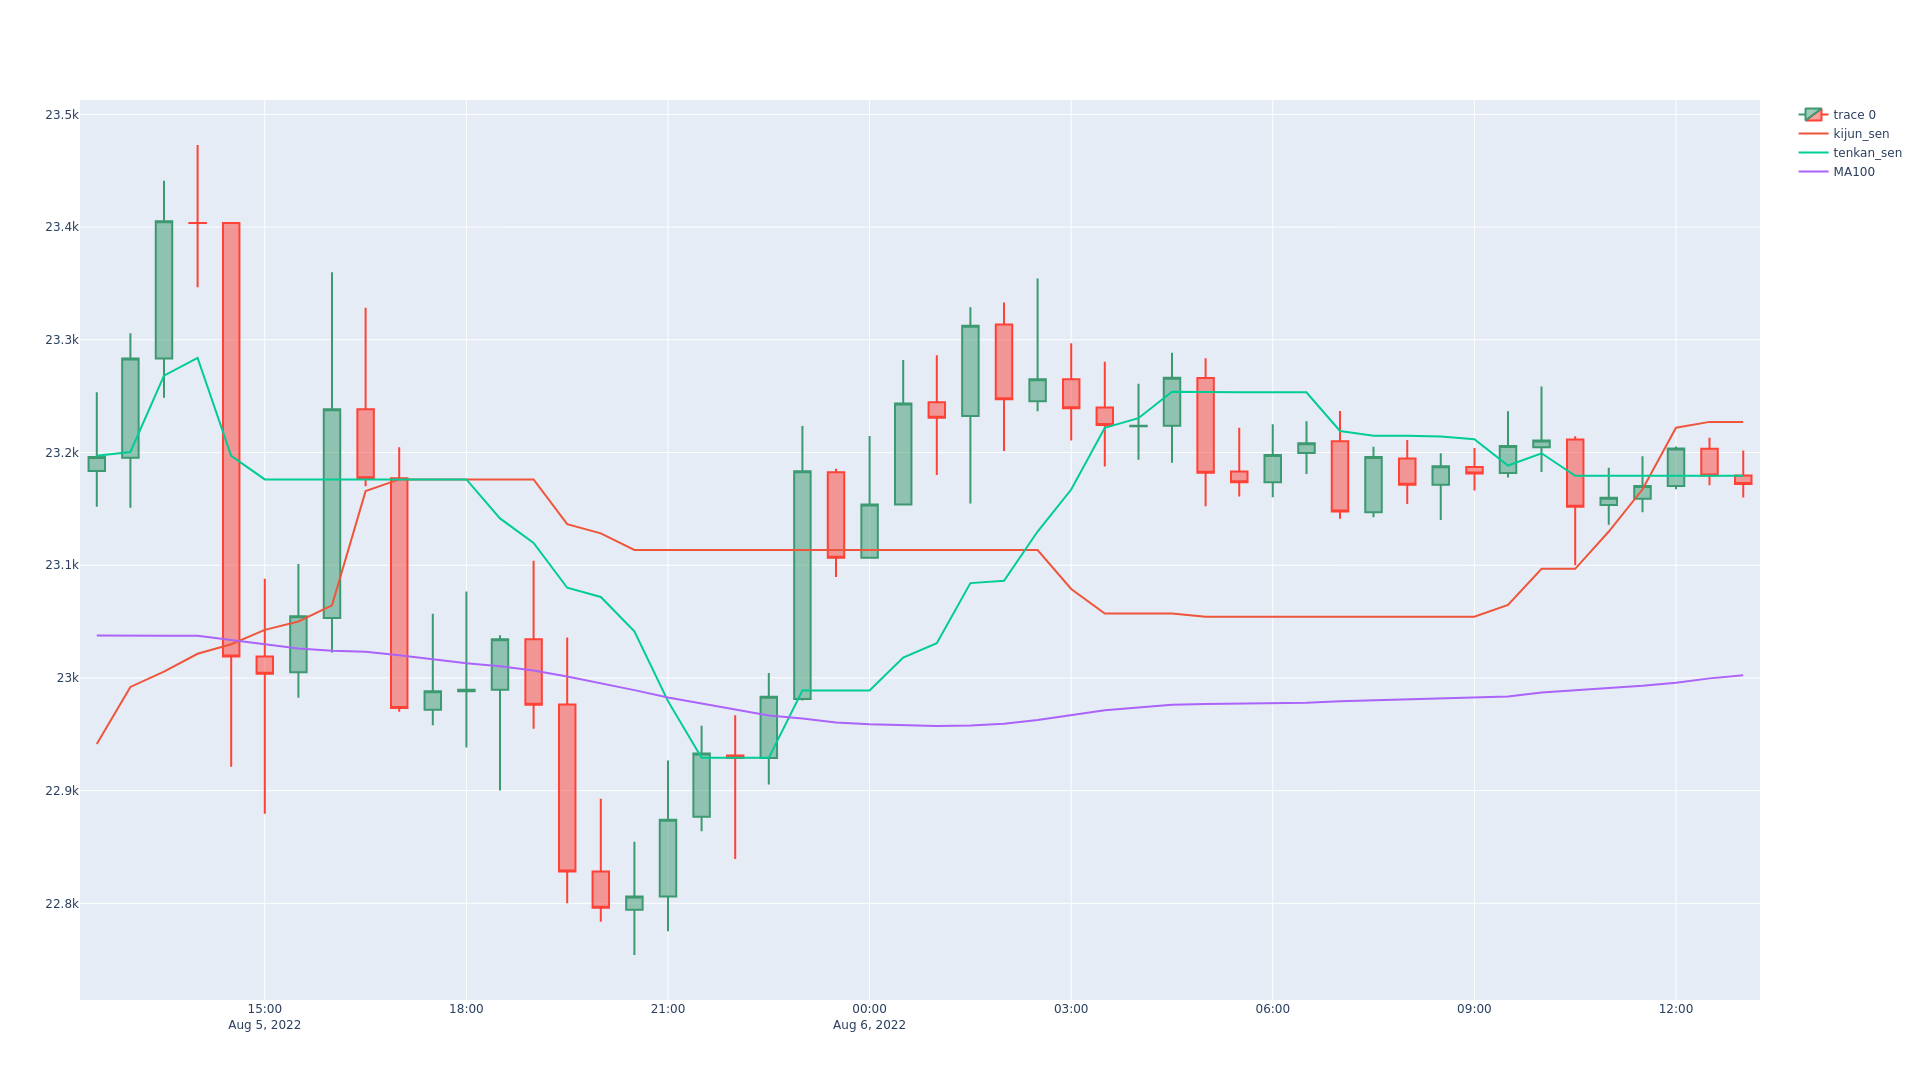 23.5k
23.4k
23.3k
23.2k
23.1k
23k
22.9k
22.8k
15:00
Aug 5, 2022
18:00
21:00
00:00
Aug 6, 2022
03:00
06:00
09:00
12:00
trace 0
kijun_sen
tenkan_sen
MA100